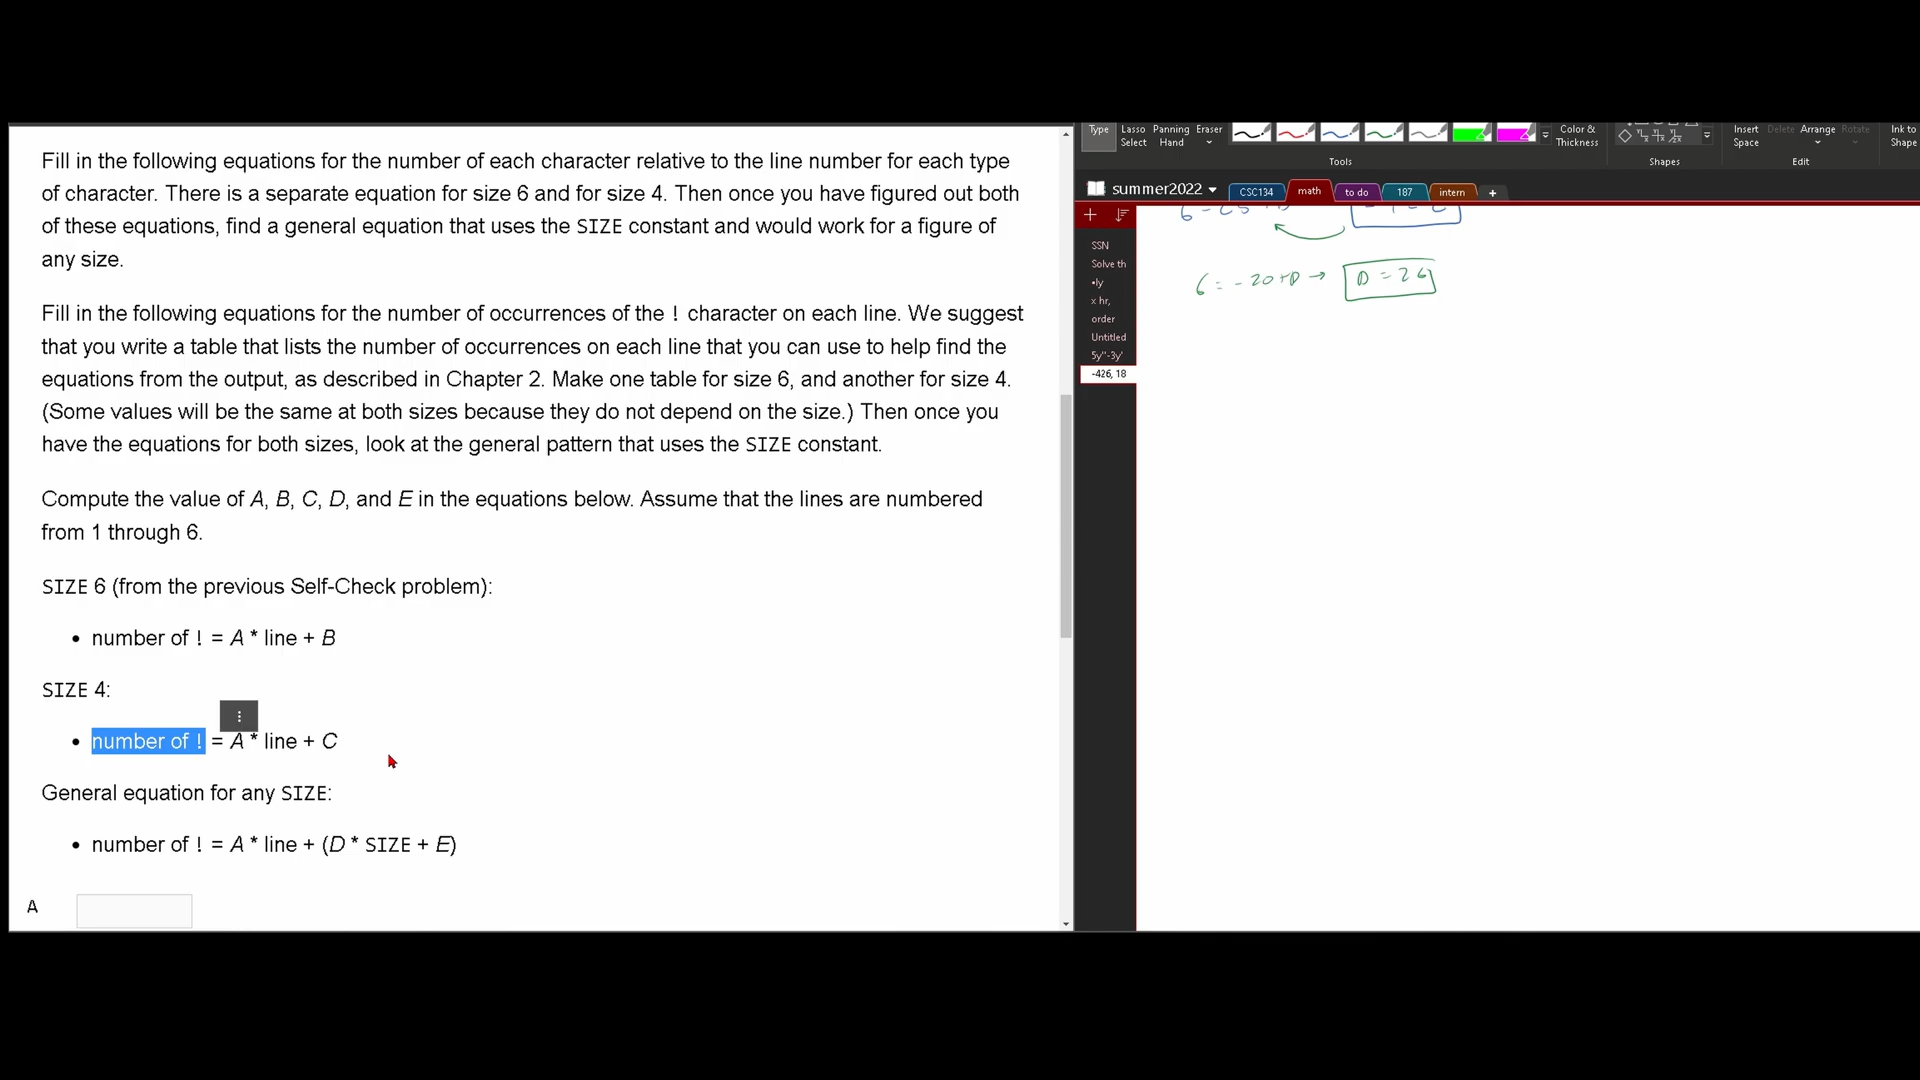 Fill in the following equations for the number of each character relative to the line number for each type
of character. There is a separate equation for size 6 and for size 4. Then once you have figured out both
of these equations, find a general equation that uses the SIZE constant and would work for a figure of
any size.
Fill in the following equations for the number of occurrences of the ! character on each line. We suggest
that you write a table that lists the number of occurrences on each line that you can use to help find the
equations from the output, as described in Chapter 2. Make one table for size 6, and another for size 4.
(Some values will be the same at both sizes because they do not depend on the size.) Then once you
have the equations for both sizes, look at the general pattern that uses the SIZE constant.
Compute the value of A, B, C, D, and E in the equations below. Assume that the lines are numbered
from 1 through 6.
SIZE 6 (from the previous Self-Check problem):
• number of ! = A * line + B
SIZE 4:
• number of ! = A * line + C
General equation for any SIZE:
• number of ! = A * line + (D * SIZE + E)
A
Type
Lasso Select
Panning Hand
Eraser
Color & Thickness
Insert Space
Delete
Arrange
Rotate
Ink to Shape
Tools
Shapes
Edit
summer2022
CSC134
math
to do
187
intern
+
SSN
Solve th
•ly
x hr,
order
Untitled
5y''-3y'
-426, 18
6 = -20+D → D = 26